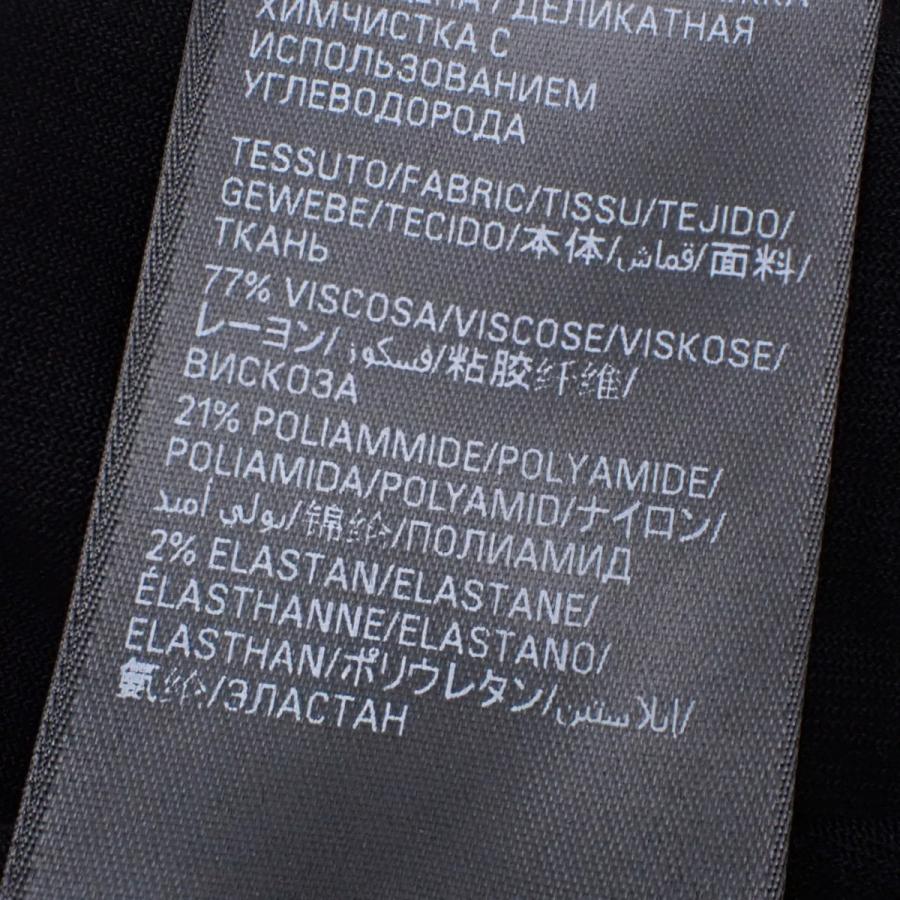 /ДЕЛИКАТНАЯ
ХИМЧИСТКА С
ИСПОЛЬЗОВАНИЕМ
УГЛЕВОДОРОДА
TESSUTO/FABRIC/TISSU/TEJIDO/
GEWEBE/TECIDO/本体/قماش/面料/
ТКАНЬ
77% VISCOSA/VISCOSE/VISKOSE/
レーヨン/فسكوز/粘胶纤维/
ВИСКОЗА
21% POLIAMMIDE/POLYAMIDE/
POLIAMIDA/POLYAMID/ナイロン/
بولي أميد/锦纶/ПОЛИАМИД
2% ELASTAN/ELASTANE/
ÉLASTHANNE/ELASTANO/
ELASTHAN/ポリウレタン/إيلاستين/
氨纶/ЭЛАСТАН